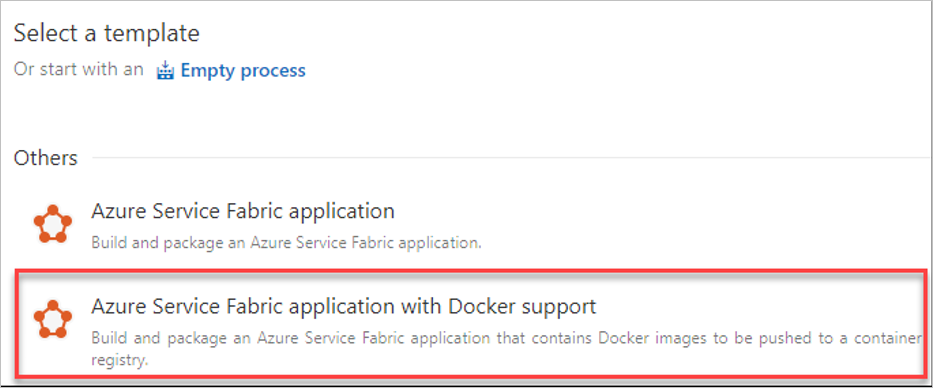 Select a template
Or start with an Empty process
Others
Azure Service Fabric application
Build and package an Azure Service Fabric application.
Azure Service Fabric application with Docker support
Build and package an Azure Service Fabric application that contains Docker images to be pushed to a container
registry.